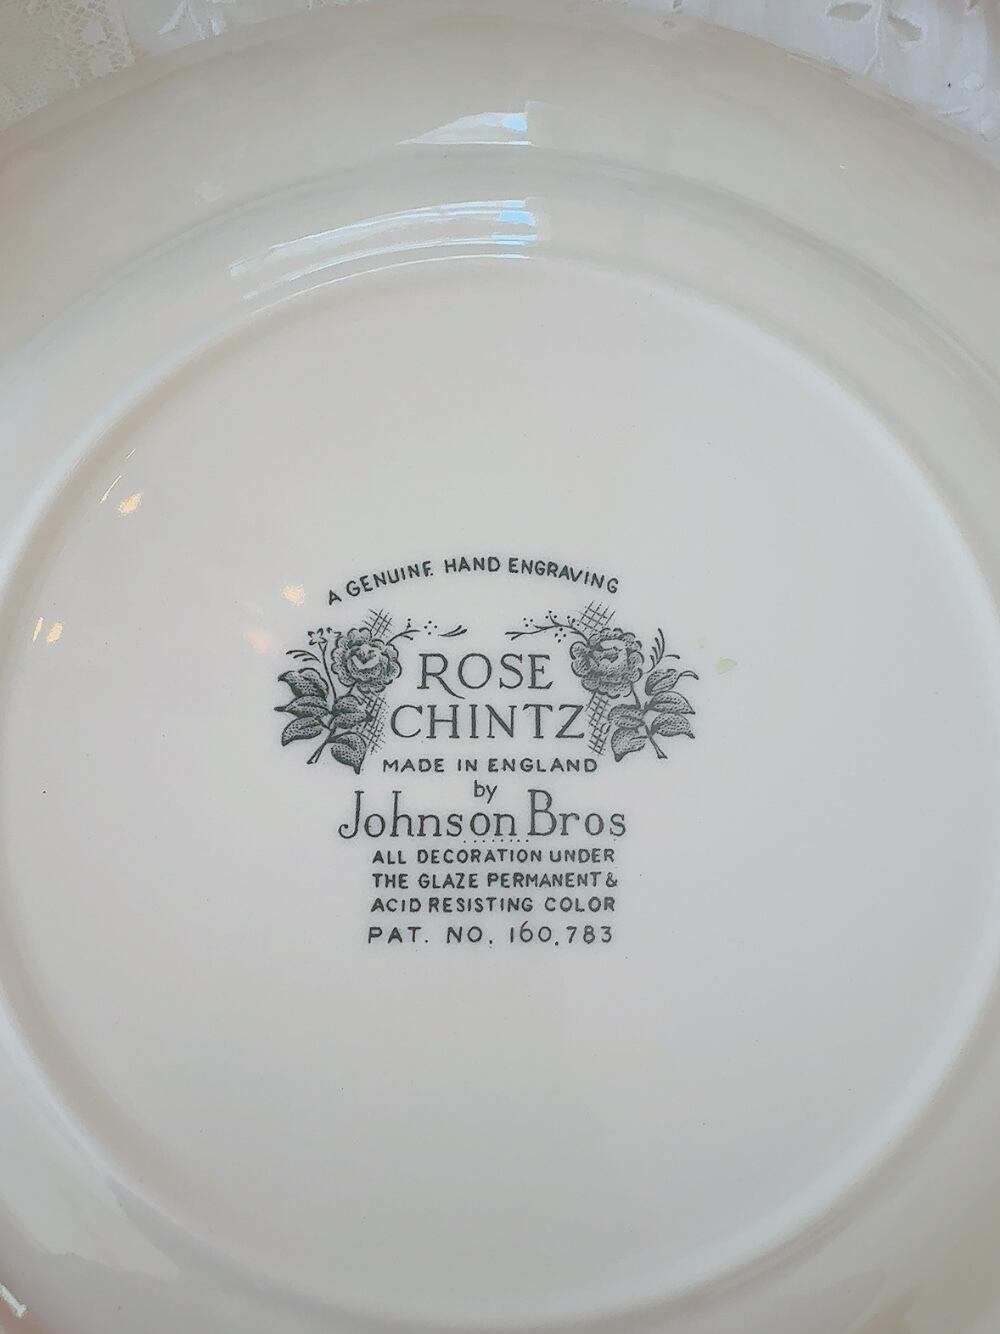 A GENUINE HAND ENGRAVING
ROSE
CHINTZ
MADE IN ENGLAND
by
Johnson Bros
ALL DECORATION UNDER
THE GLAZE PERMANENT &
ACID RESISTING COLOR
PAT. NO. 160,783